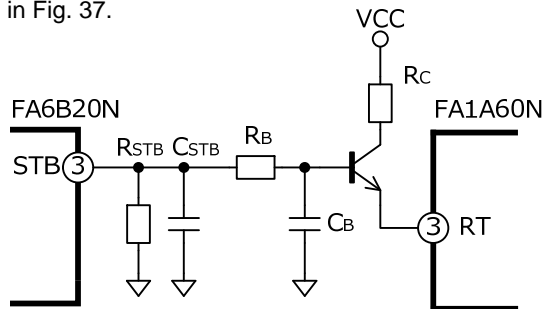 in Fig. 37.
VCC
RC
FA6B20N
FA1A60N
RSTB
CSTB
RB
STB
3
CB
3
RT